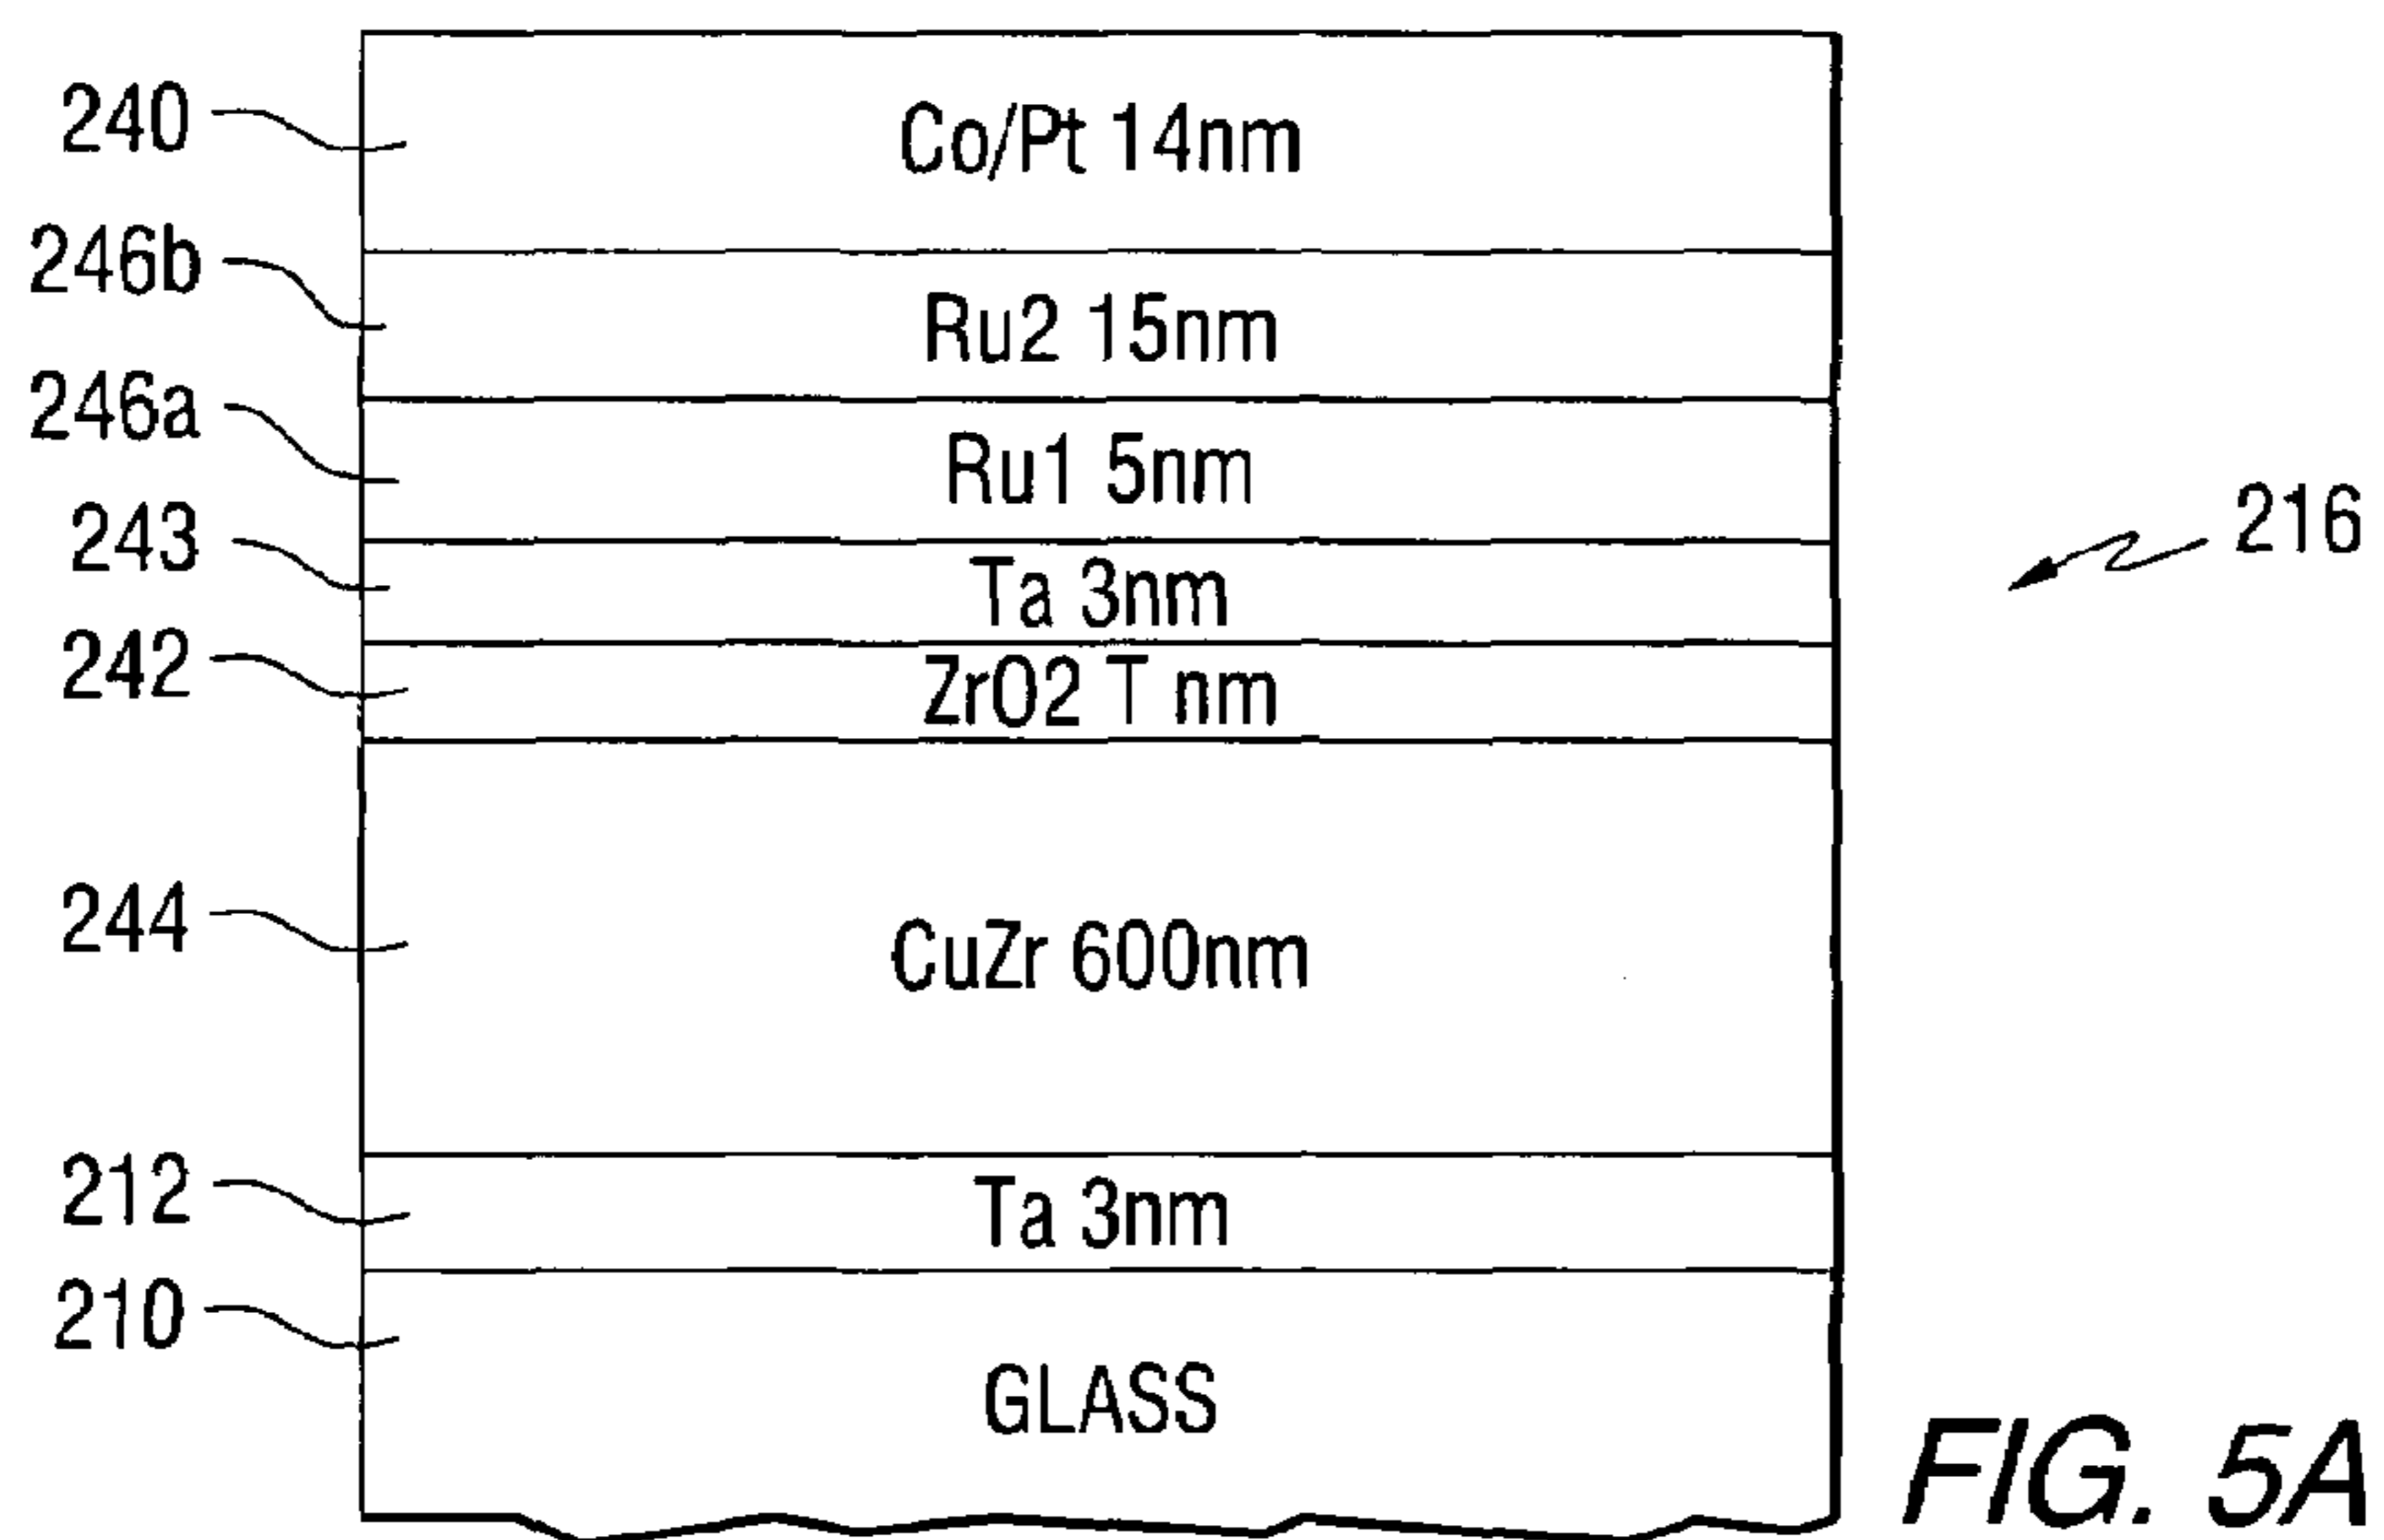 240
Co/Pt 14nm
246b
Ru2 15nm
246a
Ru1 5nm
243
Ta 3nm
216
242
ZrO2 T nm
244
CuZr 600nm
212
Ta 3nm
210
GLASS
FIG. 5A